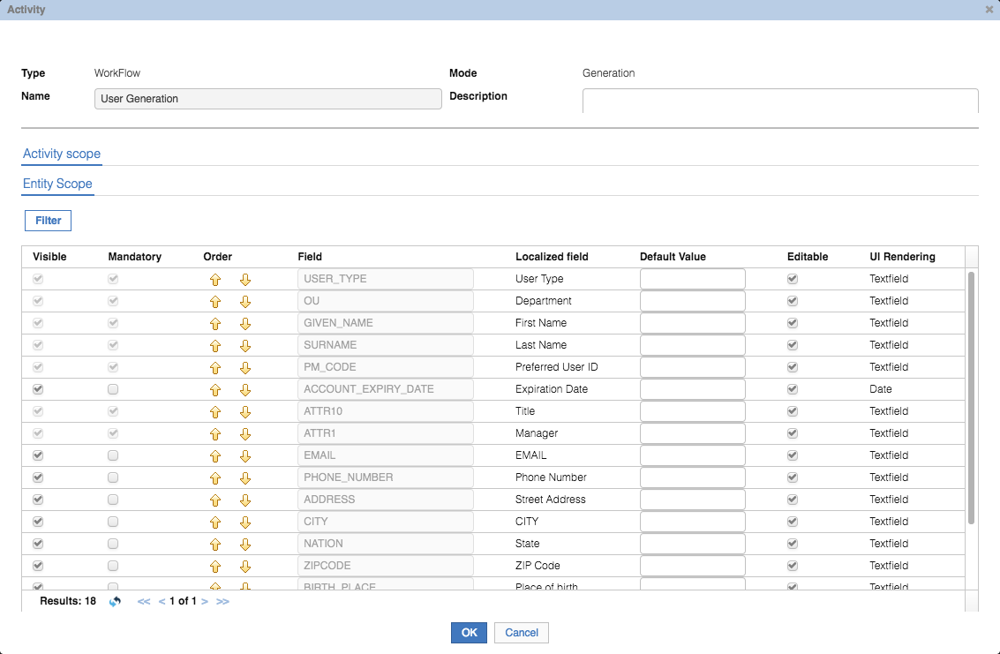 Activity
Type WorkFlow Mode Generation
Name User Generation Description
Activity scope
Entity Scope
Filter
Visible Mandatory Order Field Localized field Default Value Editable UI Rendering
USER_TYPE User Type Textfield
OU Department Textfield
GIVEN_NAME First Name Textfield
SURNAME Last Name Textfield
PM_CODE Preferred User ID Textfield
ACCOUNT_EXPIRY_DATE Expiration Date Date
ATTR10 Title Textfield
ATTR1 Manager Textfield
EMAIL EMAIL Textfield
PHONE_NUMBER Phone Number Textfield
ADDRESS Street Address Textfield
CITY CITY Textfield
NATION State Textfield
ZIPCODE ZIP Code Textfield
BIRTH_PLACE Place of birth Textfield
Results: 18 << < 1 of 1 > >>
OK Cancel